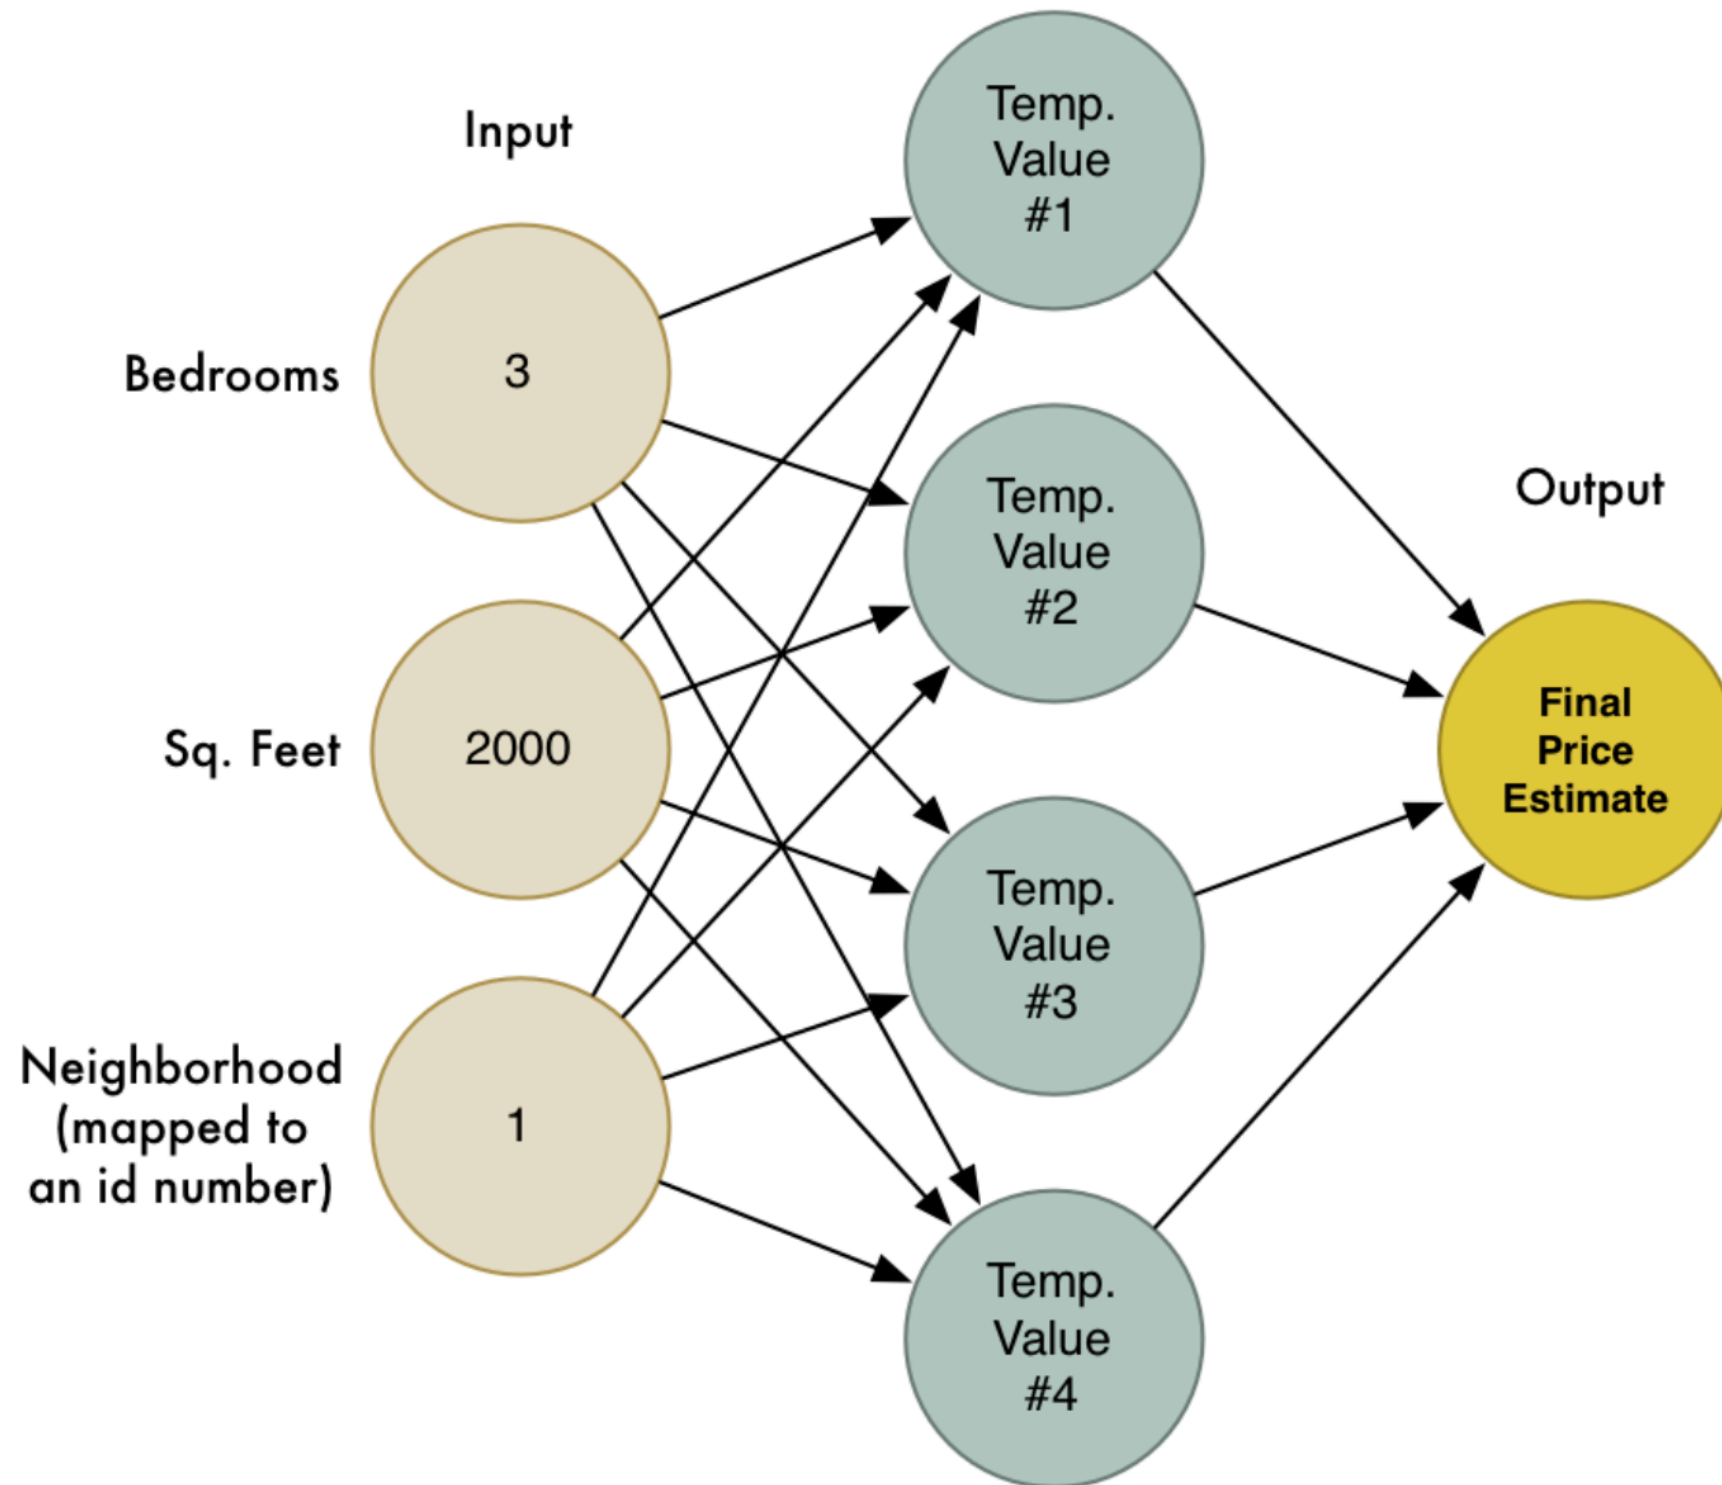 Input
Bedrooms
3
Sq. Feet
2000
Neighborhood
(mapped to
an id number)
1
Temp.
Value
#1
Temp.
Value
#2
Temp.
Value
#3
Temp.
Value
#4
Output
Final
Price
Estimate